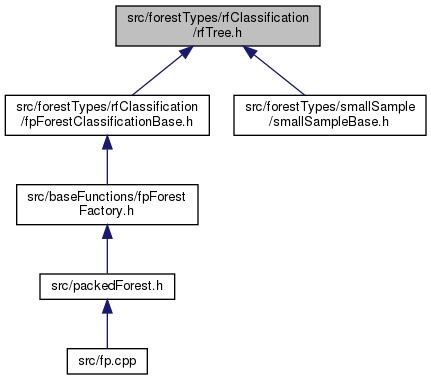 src/forestTypes/rfClassification
/rfTree.h
src/forestTypes/rfClassification
/fpForestClassificationBase.h
src/forestTypes/smallSample
/smallSampleBase.h
src/baseFunctions/fpForest
Factory.h
src/packedForest.h
src/fp.cpp